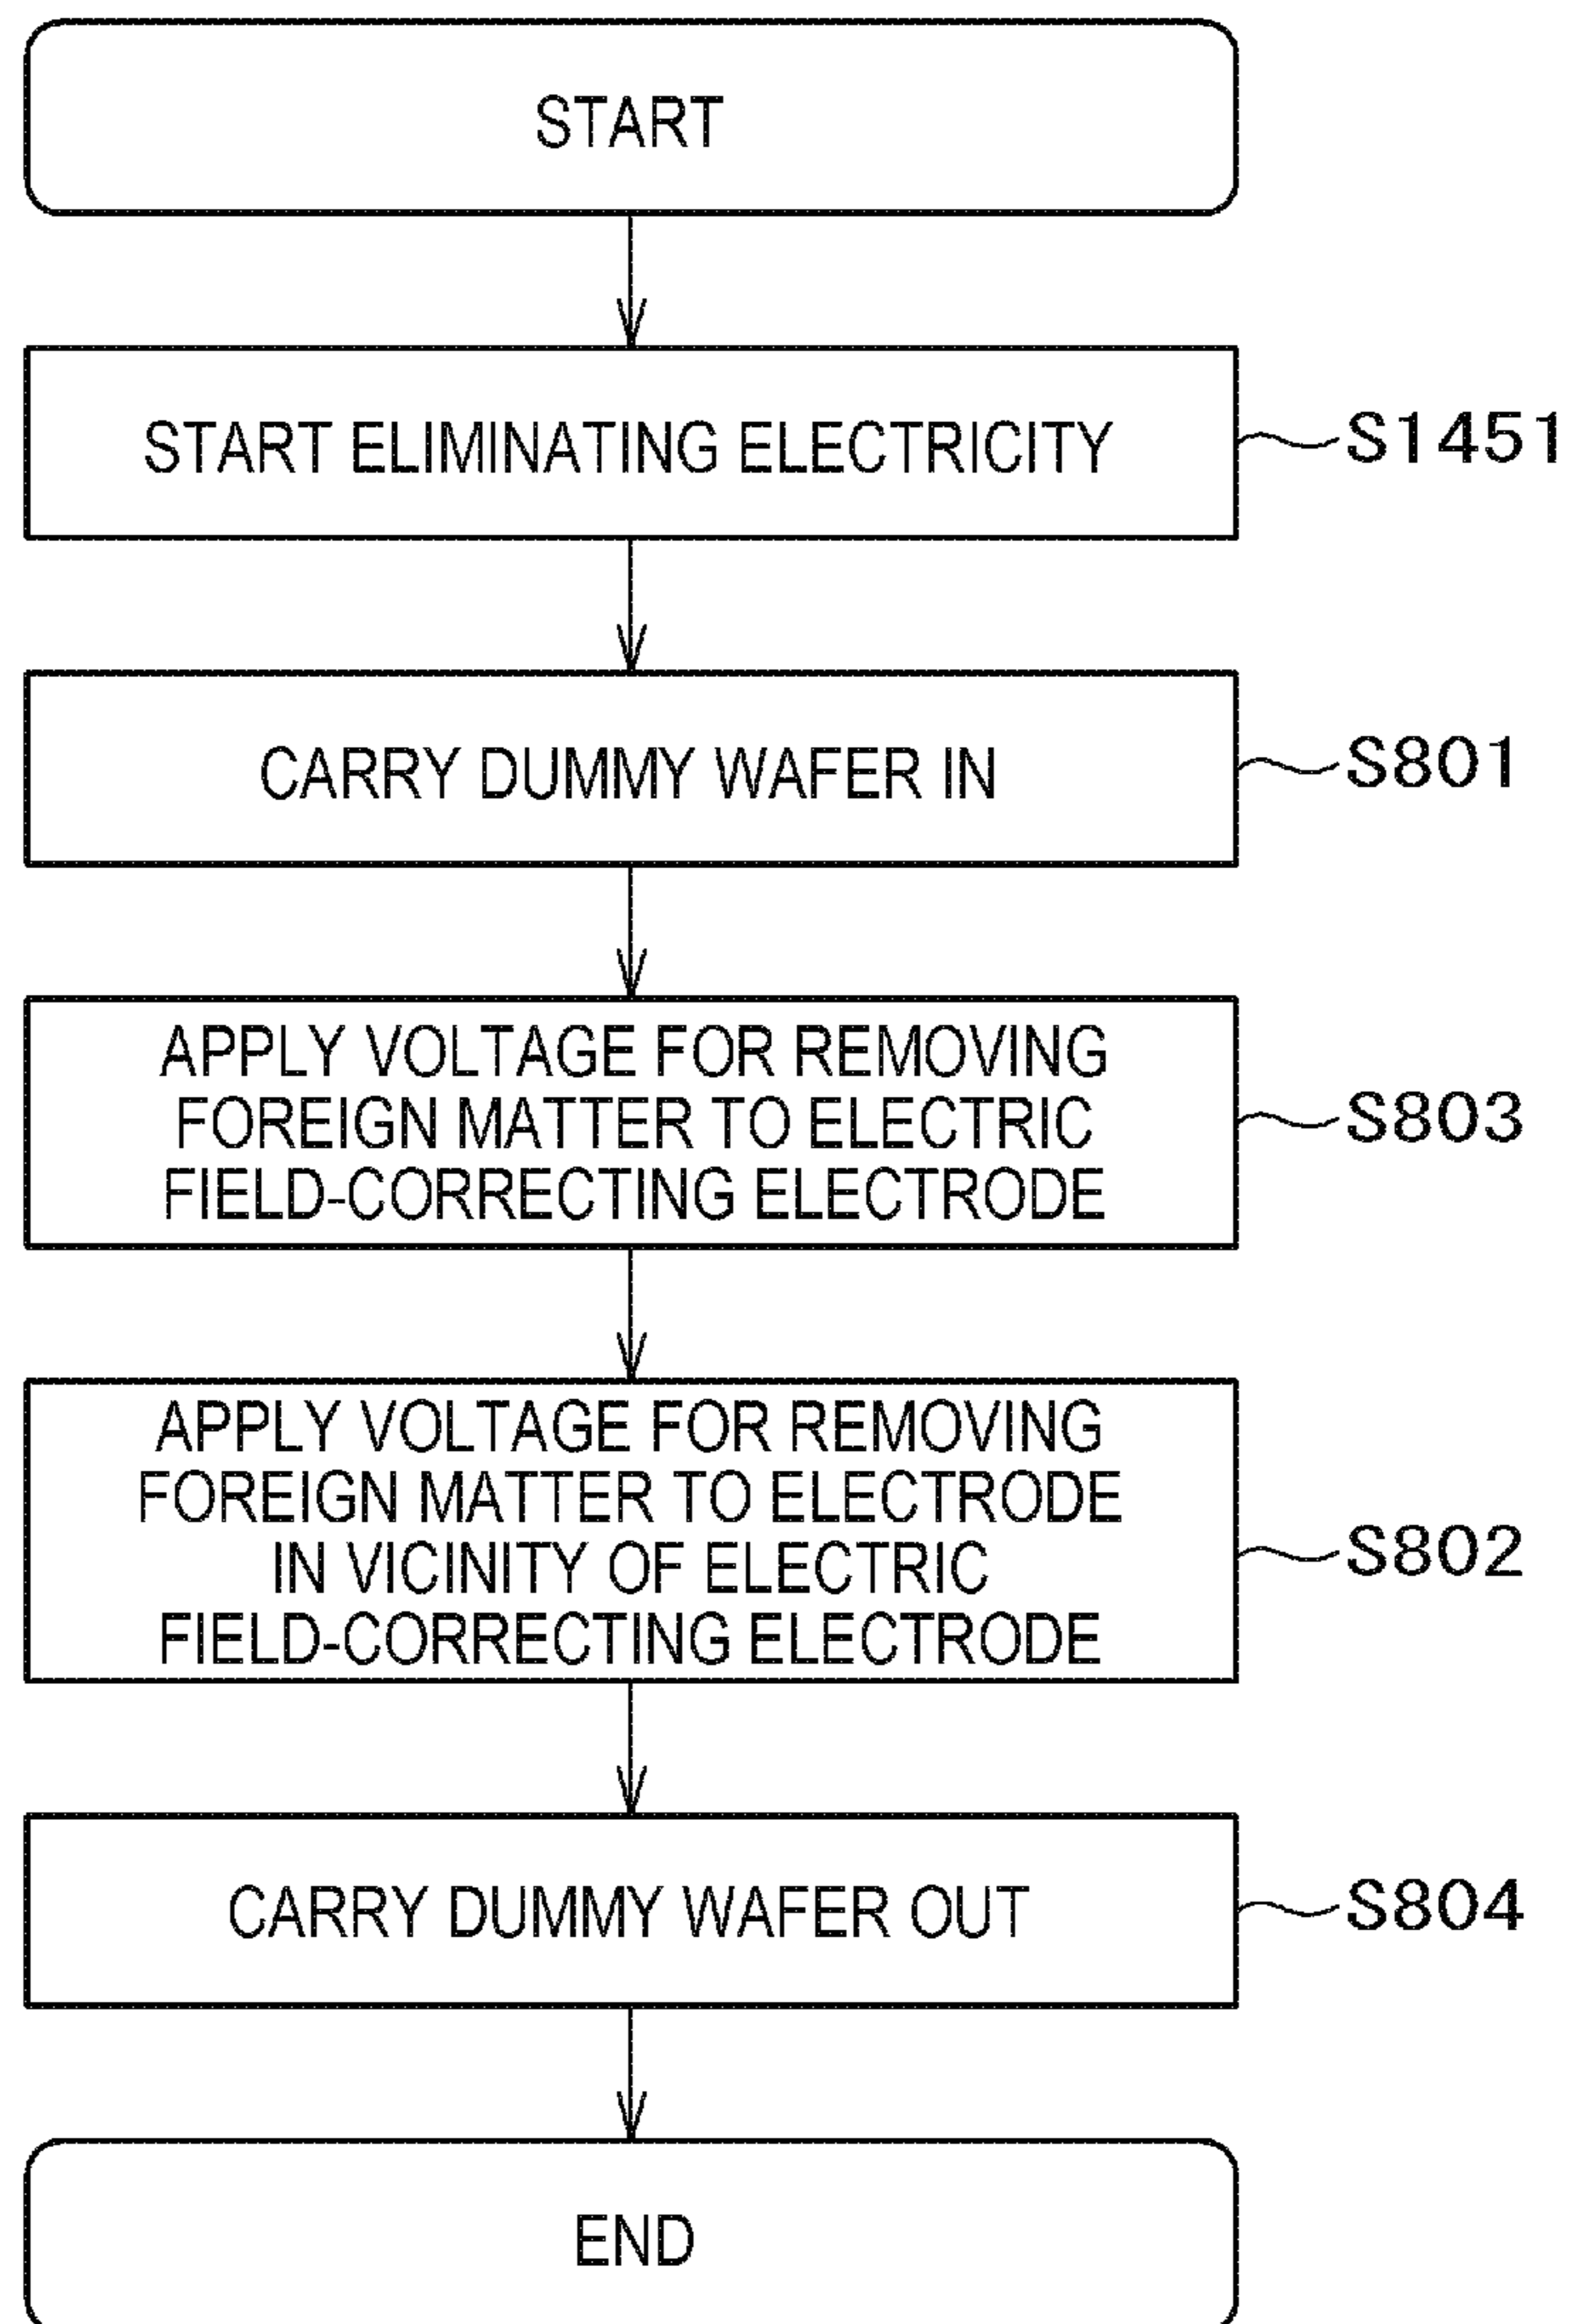 START
START ELIMINATING ELECTRICITY
S1451
CARRY DUMMY WAFER IN
S801
APPLY VOLTAGE FOR REMOVING
FOREIGN MATTER TO ELECTRIC
FIELD-CORRECTING ELECTRODE
S803
APPLY VOLTAGE FOR REMOVING
FOREIGN MATTER TO ELECTRODE
IN VICINITY OF ELECTRIC
FIELD-CORRECTING ELECTRODE
S802
CARRY DUMMY WAFER OUT
S804
END